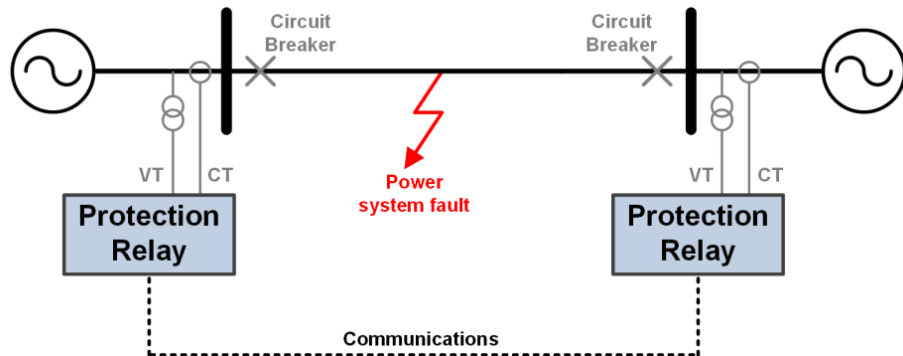 Circuit
Breaker
Circuit
Breaker
VT
CT
Power
system fault
VT
CT
Protection
Relay
Protection
Relay
Communications